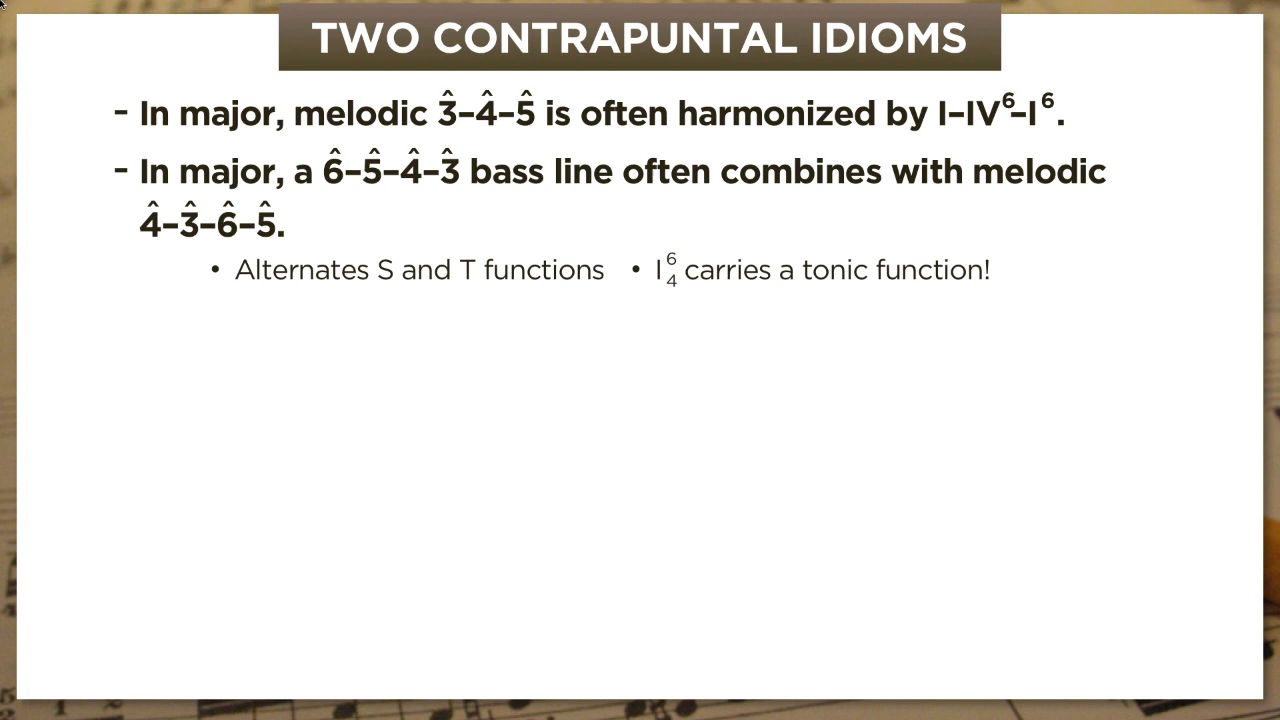 TWO CONTRAPUNTAL IDIOMS
- In major, melodic 3̂–4̂–5̂ is often harmonized by I–IV⁶–I⁶.
- In major, a 6̂–5̂–4̂–3̂ bass line often combines with melodic
4̂–3̂–6̂–5̂.
• Alternates S and T functions • I⁶₄ carries a tonic function!